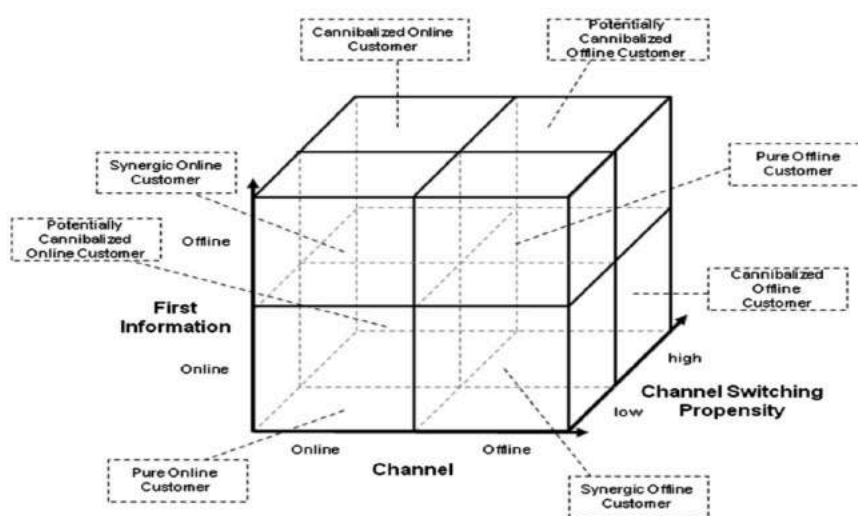 Cannibalized Online
Customer
Potentially
Cannibalized
Offline Customer
Synergic Online
Customer
Pure Offline
Customer
Potentially
Cannibalized
Online Customer
Offline
Cannibalized
Offline
Customer
First
Information
Online
high
Channel Switching
Propensity
low
Online
Offline
Channel
Pure Online
Customer
Synergic Offline
Customer